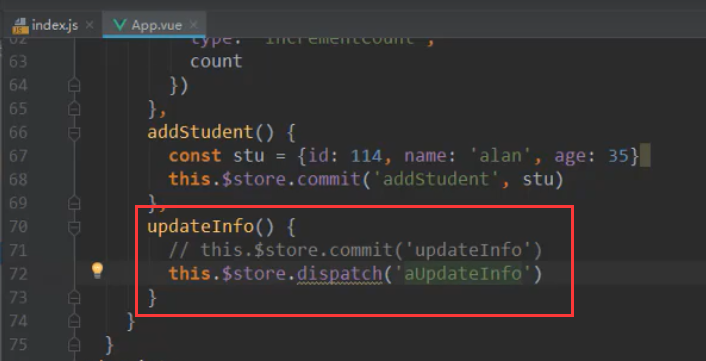 index.js
App.vue
62 type: 'incrementCount',
63 count
64 })
65 },
66 addStudent() {
67 const stu = {id: 114, name: 'alan', age: 35}
68 this.$store.commit('addStudent', stu)
69 },
70 updateInfo() {
71 // this.$store.commit('updateInfo')
72 this.$store.dispatch('aUpdateInfo')
73 }
74 }
75 }